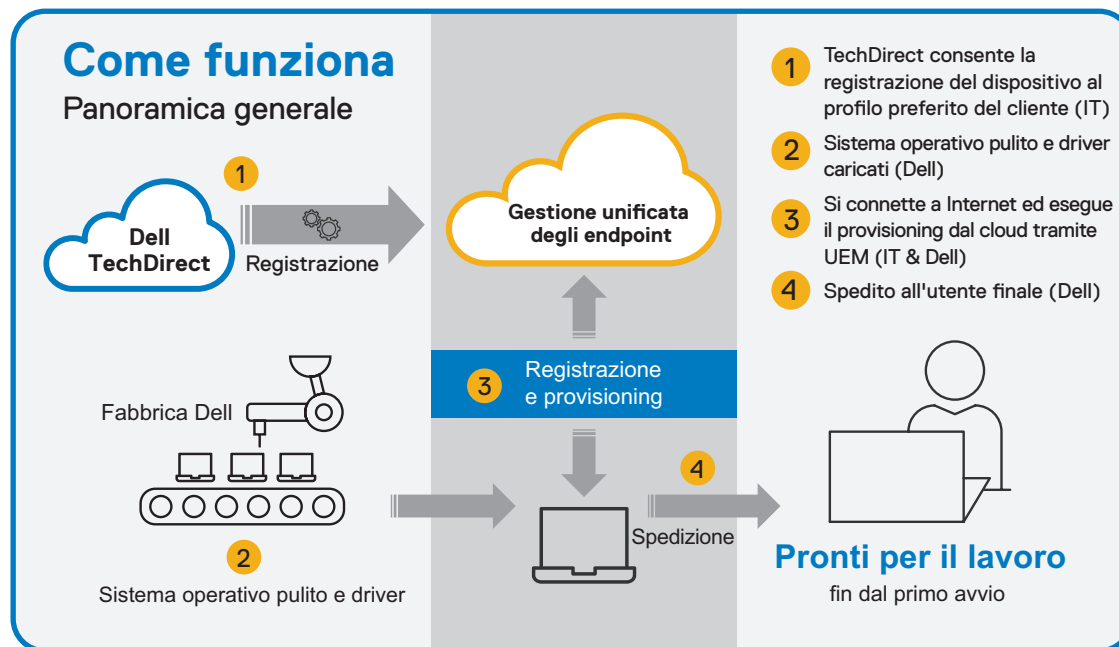 Come funziona
Panoramica generale
1
Dell
TechDirect
Registrazione
Gestione unificata
degli endpoint
Fabbrica Dell
2
Sistema operativo pulito e driver
3
Registrazione
e provisioning
4
Spedizione
1
TechDirect consente la
registrazione del dispositivo al
profilo preferito del cliente (IT)
2
Sistema operativo pulito e driver
caricati (Dell)
3
Si connette a Internet ed esegue
il provisioning dal cloud tramite
UEM (IT & Dell)
4
Spedito all'utente finale (Dell)
Pronti per il lavoro
fin dal primo avvio